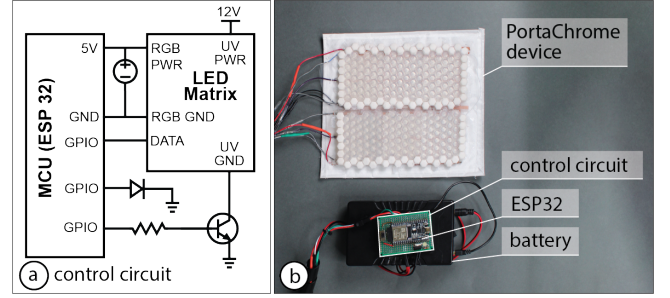 12V
5V
RGB
PWR
UV
PWR
LED
Matrix
MCU (ESP 32)
GND
RGB GND
GPIO
DATA
UV
GND
GPIO
GPIO
a control circuit
PortaChrome
device
control circuit
ESP32
battery
b